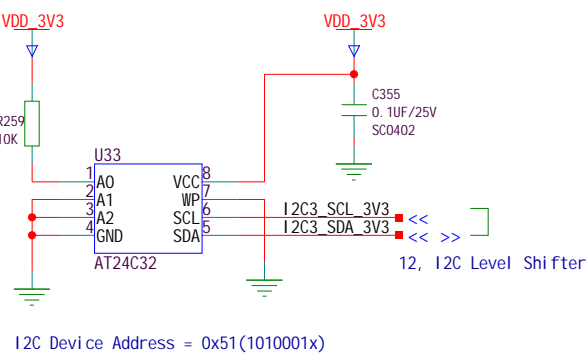 VDD_3V3
VDD_3V3
R259
10K
C355
0.1UF/25V
SC0402
U33
1 A0 VCC 8
2 A1 WP 7
3 A2 SCL 6 I2C3_SCL_3V3 <<
4 GND SDA 5 I2C3_SDA_3V3 << >>
AT24C32
12, I2C Level Shifter
I2C Device Address = 0x51(1010001x)